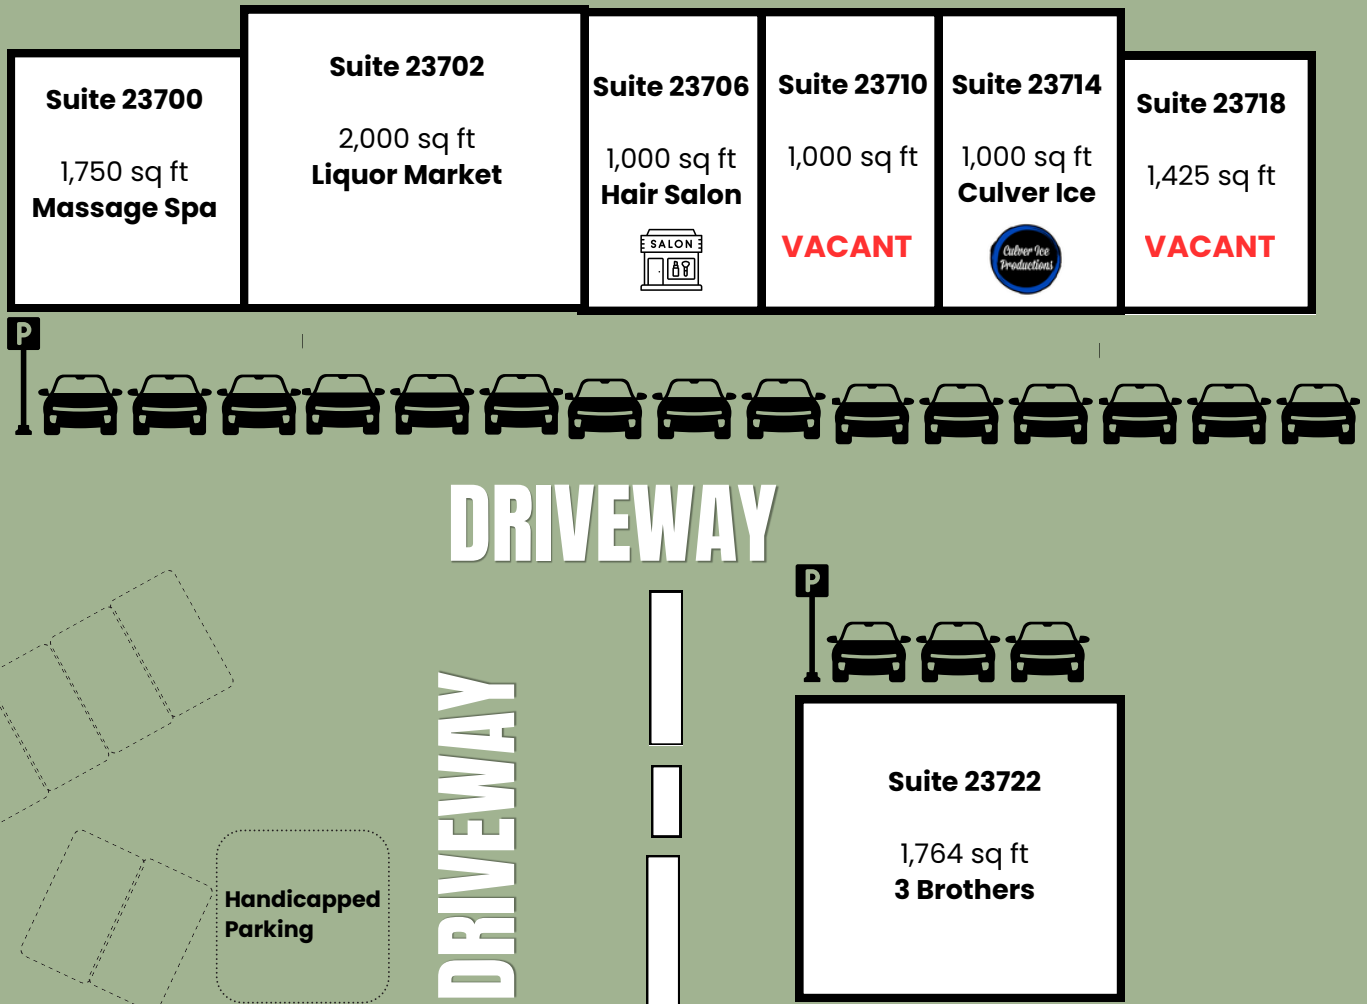 Suite 23700
1,750 sq ft
Massage Spa
Suite 23702
2,000 sq ft
Liquor Market
Suite 23706
1,000 sq ft
Hair Salon
SALON
Suite 23710
1,000 sq ft
VACANT
Suite 23714
1,000 sq ft
Culver Ice
Culver Ice
Productions
Suite 23718
1,425 sq ft
VACANT
P
DRIVEWAY
P
DRIVEWAY
Suite 23722
1,764 sq ft
3 Brothers
Handicapped
Parking